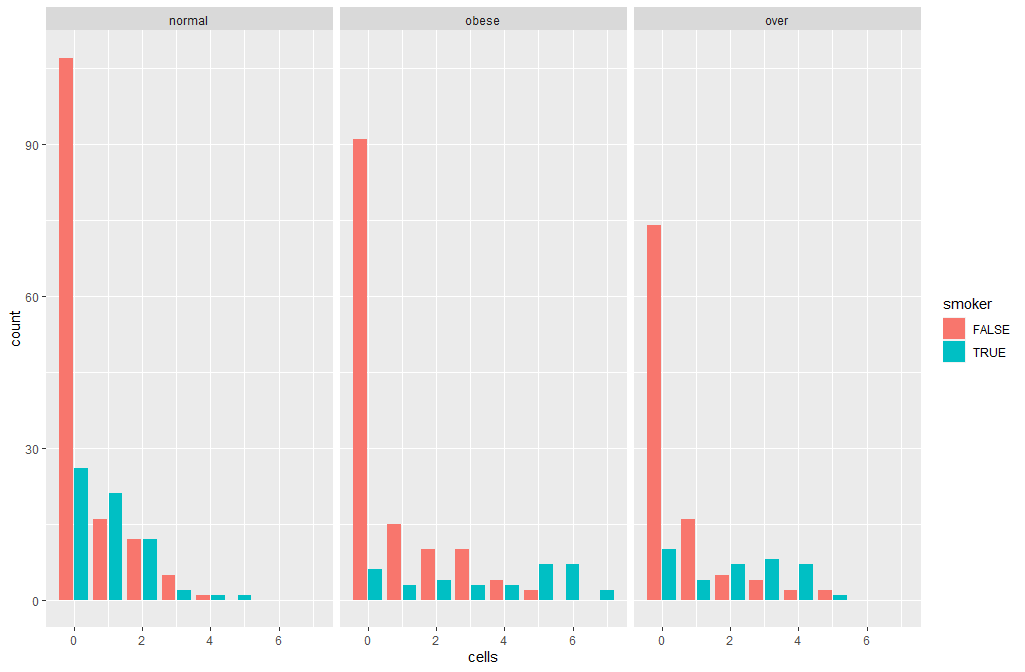 normal obese over
90
60
30
0
count
0 2 4 6 0 2 4 6 0 2 4 6
cells
smoker
FALSE
TRUE